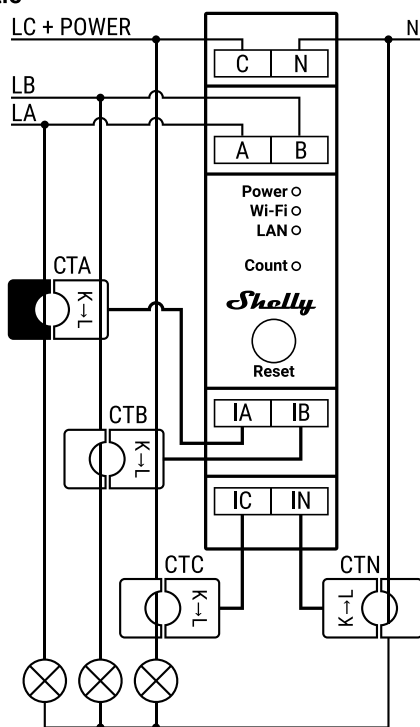 LC + POWER
N
C
N
LB
LA
A
B
Power
Wi-Fi
LAN
Count
Shelly
Reset
CTA
K→L
IA
IB
CTB
K→L
IC
IN
CTC
K→L
CTN
K→L